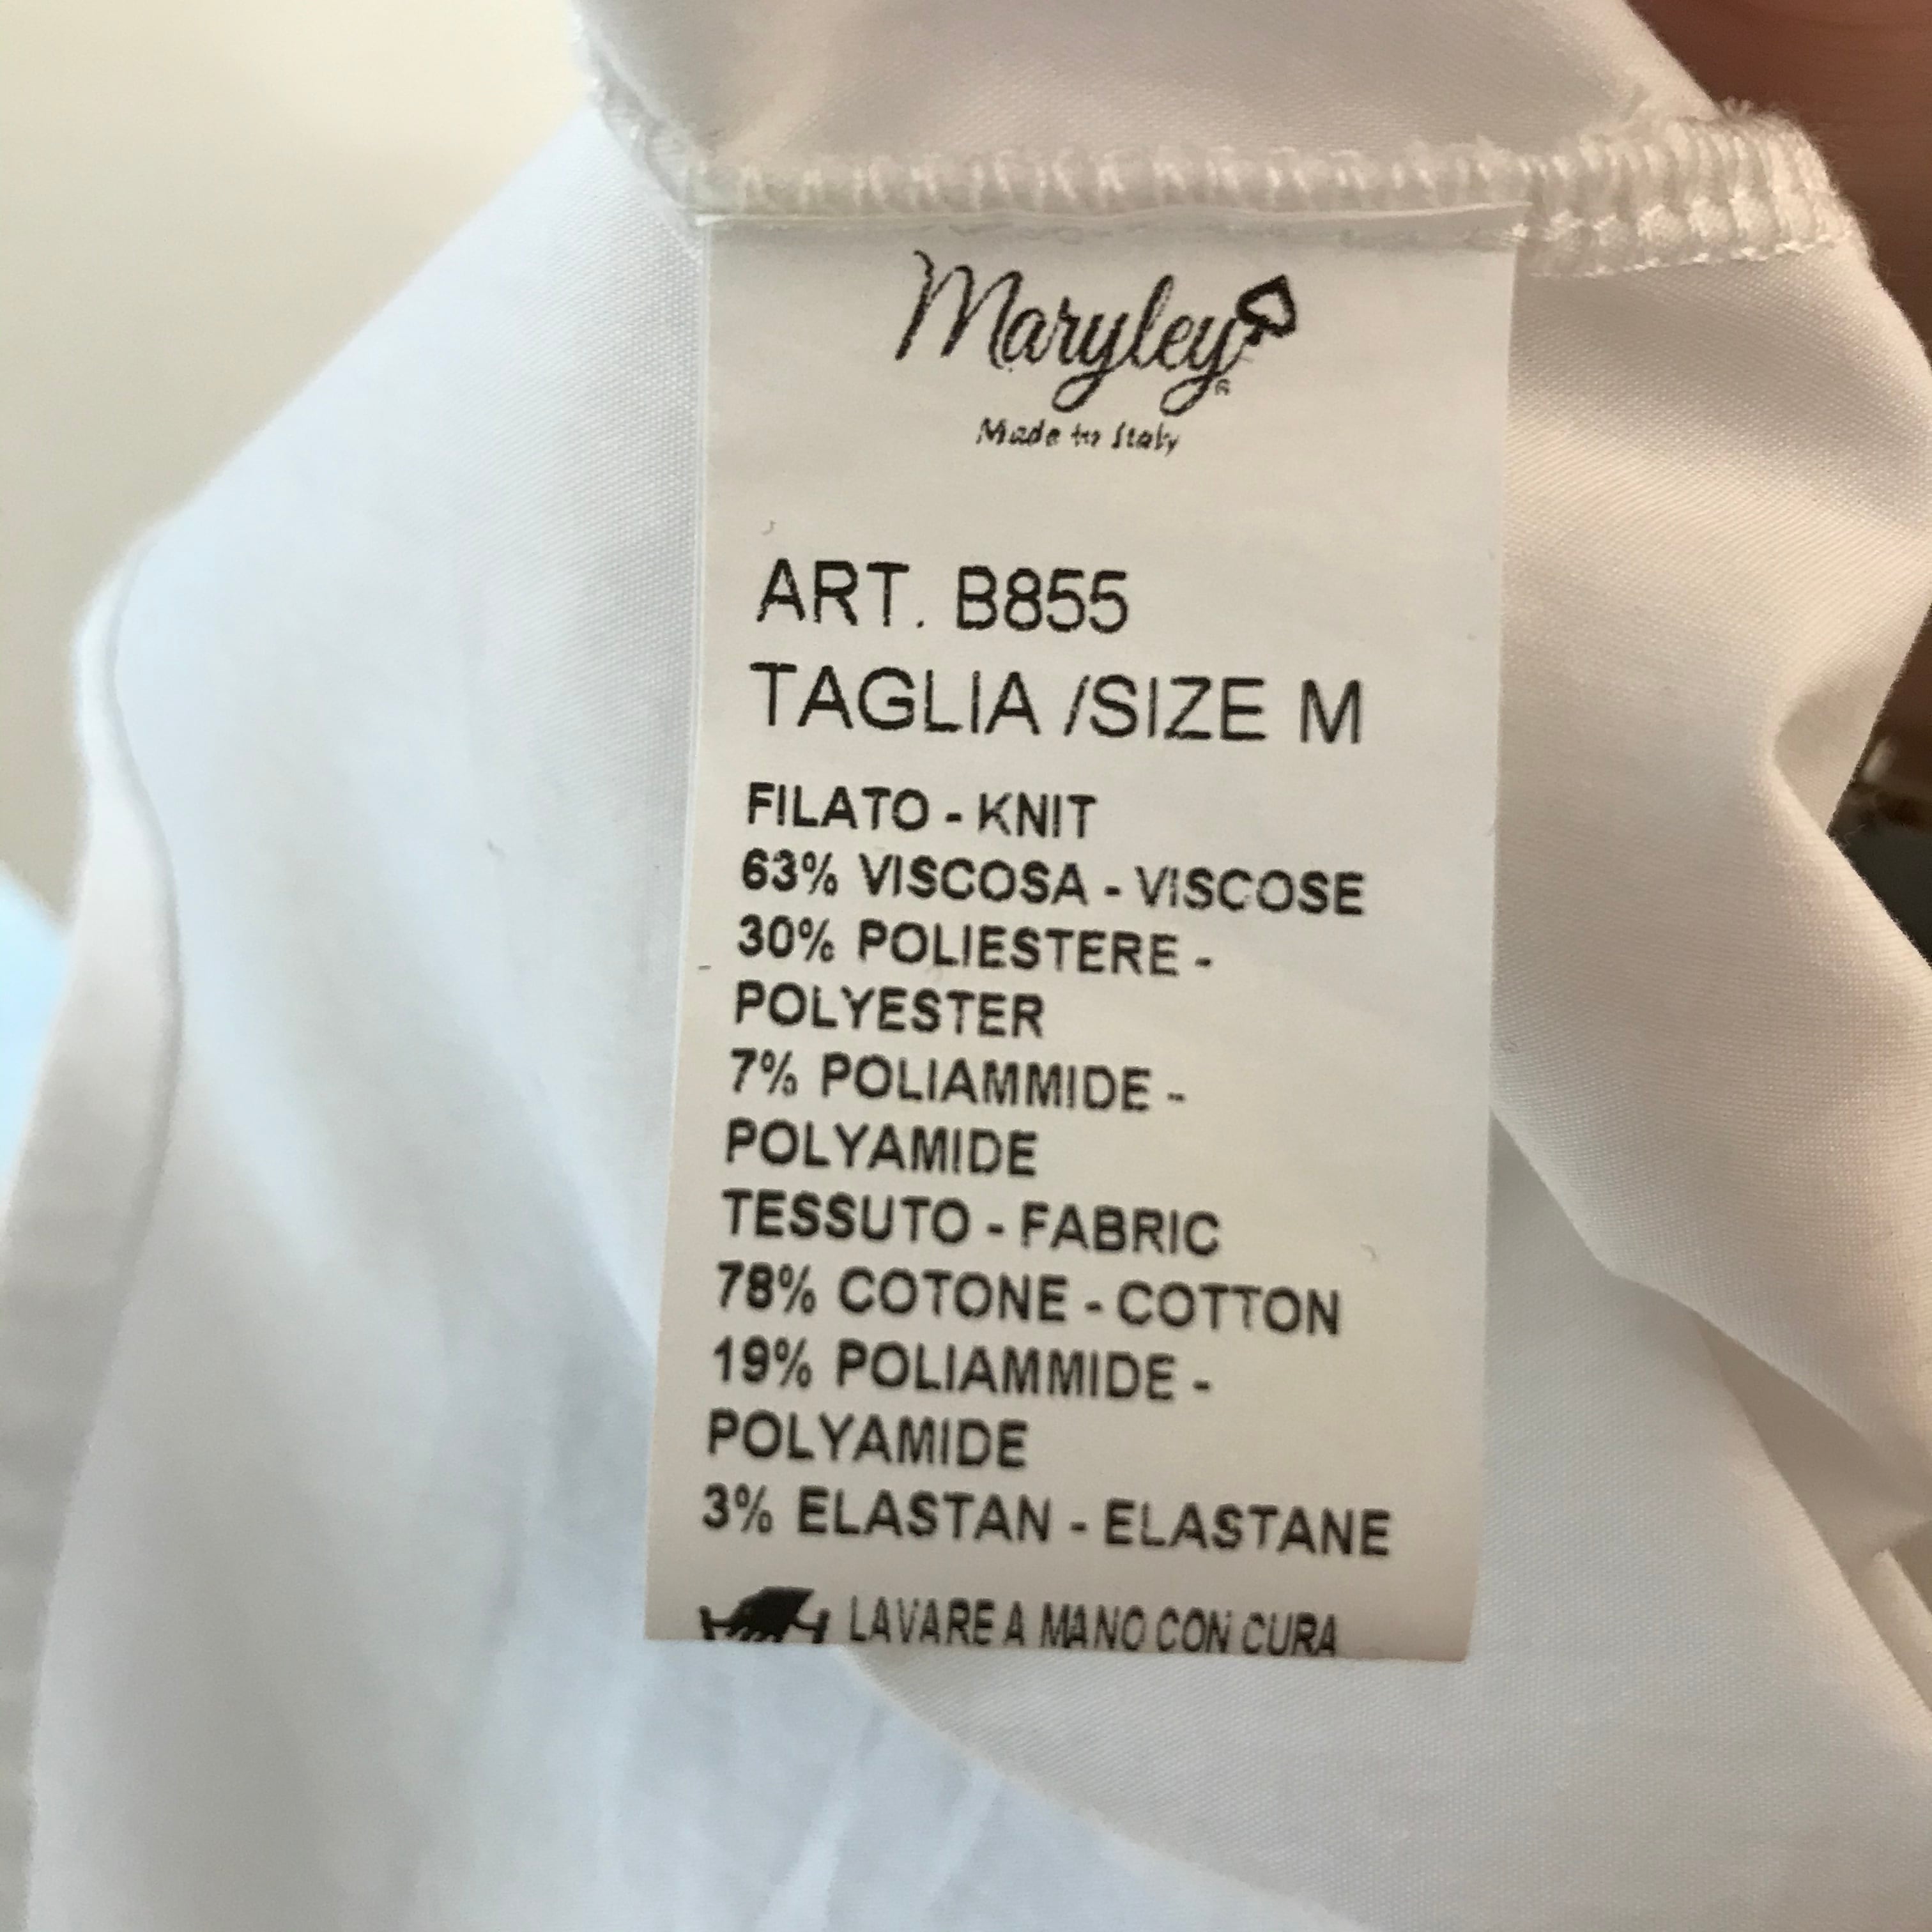 Maryley®
Made in Italy
ART. B855
TAGLIA /SIZE M
FILATO - KNIT
63% VISCOSA - VISCOSE
30% POLIESTERE -
POLYESTER
7% POLIAMMIDE -
POLYAMIDE
TESSUTO - FABRIC
78% COTONE - COTTON
19% POLIAMMIDE -
POLYAMIDE
3% ELASTAN - ELASTANE
LAVARE A MANO CON CURA